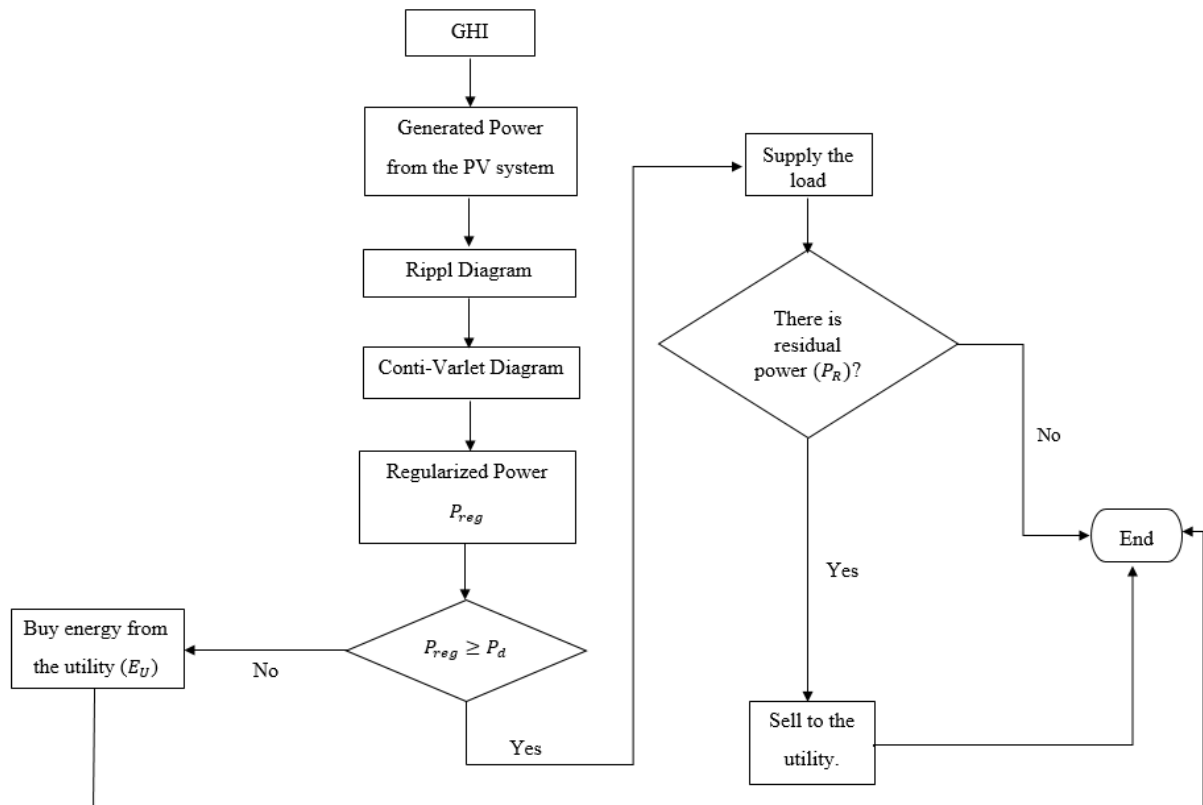 GHI
Generated Power
from the PV system
Rippl Diagram
Conti-Varlet Diagram
Regularized Power
P_reg
P_reg ≥ P_d
No
Buy energy from
the utility (E_U)
Yes
Supply the
load
There is
residual
power (P_R)?
No
Yes
Sell to the
utility.
End